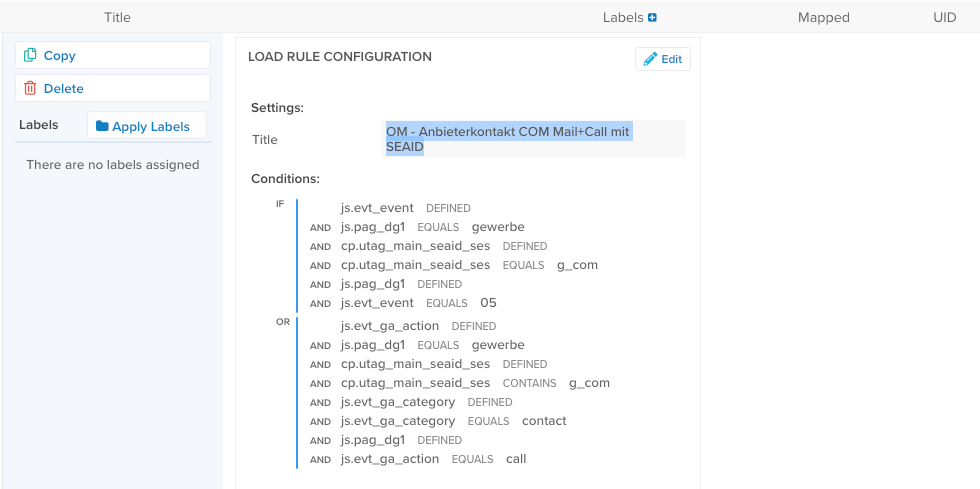 Title Labels Mapped UID
Copy
Delete
Labels Apply Labels
There are no labels assigned
LOAD RULE CONFIGURATION Edit
Settings:
Title OM - Anbieterkontakt COM Mail+Call mit
SEAID
Conditions:
IF js.evt_event DEFINED
AND js.pag_dg1 EQUALS gewerbe
AND cp.utag_main_seaid_ses DEFINED
AND cp.utag_main_seaid_ses EQUALS g_com
AND js.pag_dg1 DEFINED
AND js.evt_event EQUALS 05
OR js.evt_ga_action DEFINED
AND js.pag_dg1 EQUALS gewerbe
AND cp.utag_main_seaid_ses DEFINED
AND cp.utag_main_seaid_ses CONTAINS g_com
AND js.evt_ga_category DEFINED
AND js.evt_ga_category EQUALS contact
AND js.pag_dg1 DEFINED
AND js.evt_ga_action EQUALS call